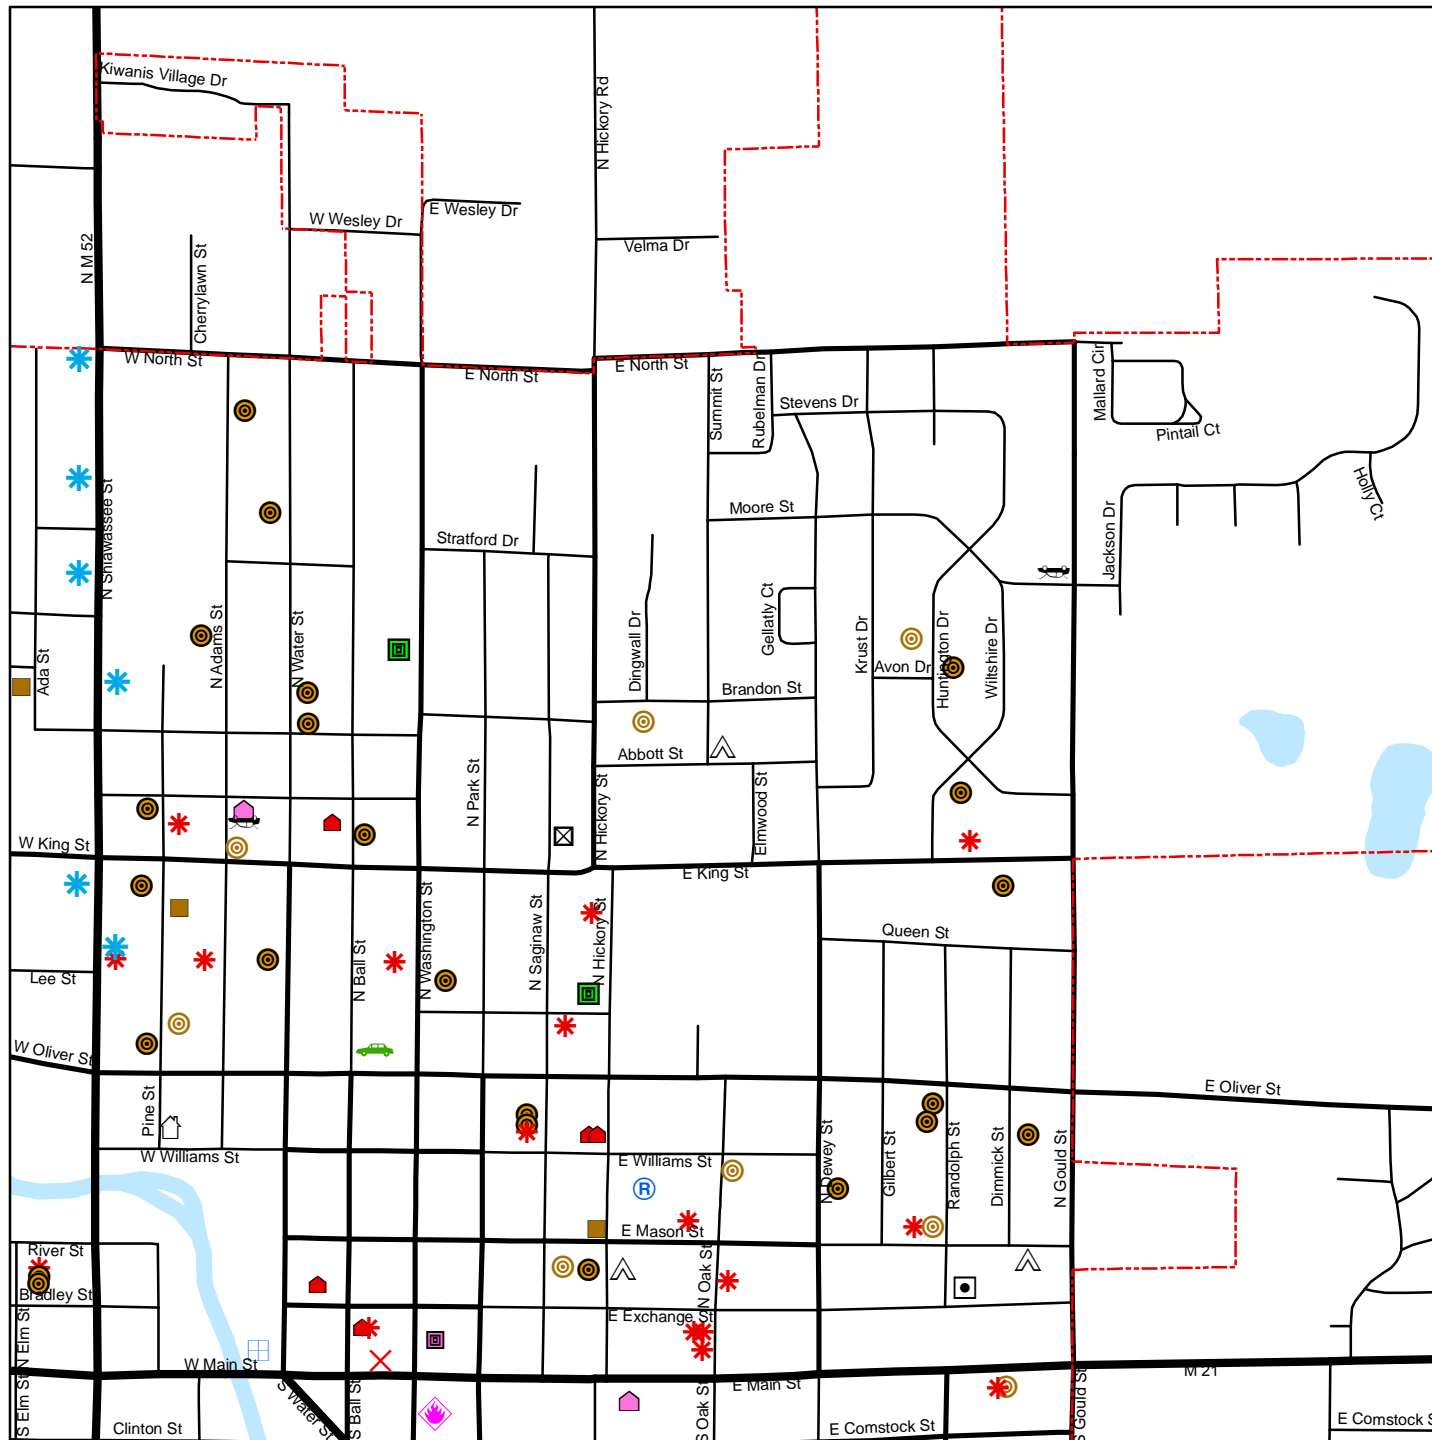 Kiwanis Village Dr
N Hickory Rd
E Wesley Dr
W Wesley Dr
Velma Dr
N M 52
Cherrylawn St
W North St
E North St
E North St
Summit St
Rubelman Dr
Mallard Cir
Stevens Dr
Pintail Ct
Holly Ct
N Shiawassee St
Moore St
Jackson Dr
Stratford Dr
Gellatly Ct
N Adams St
N Water St
Dingwall Dr
Krust Dr
Huntington Dr
Wiltshire Dr
Ada St
Avon Dr
Brandon St
Abbott St
N Park St
N Hickory St
Elmwood St
W King St
E King St
N Washington St
N Saginaw St
N Hickory St
Queen St
N Ball St
Lee St
W Oliver St
E Oliver St
Pine St
N Dewey St
Gilbert St
Randolph St
Dimmick St
N Gould St
W Williams St
E Williams St
R
E Mason St
River St
N Oak St
Bradley St
N Elm St
E Exchange St
W Main St
M 21
E Main St
S Elm St
S Water St
S Ball St
S Oak St
S Gould St
Clinton St
E Comstock St
E Comstock S